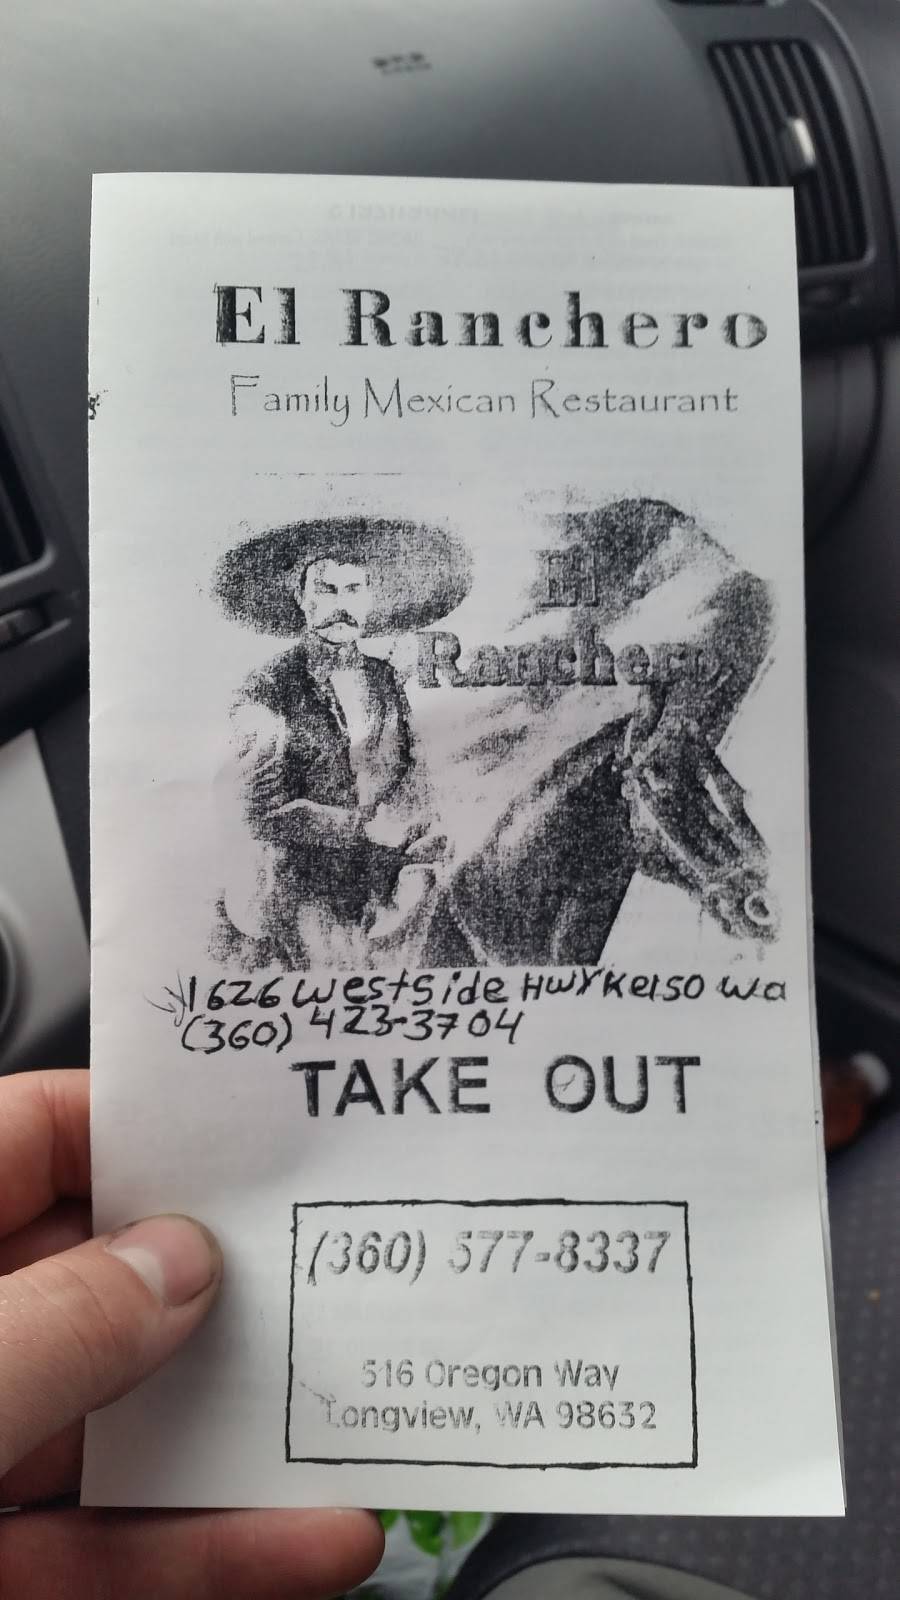 El Ranchero
Family Mexican Restaurant
El
Ranchero
1626 Westside HWY Kelso Wa
(360) 423-3704
TAKE OUT
(360) 577-8337
516 Oregon Way
Longview, WA 98632